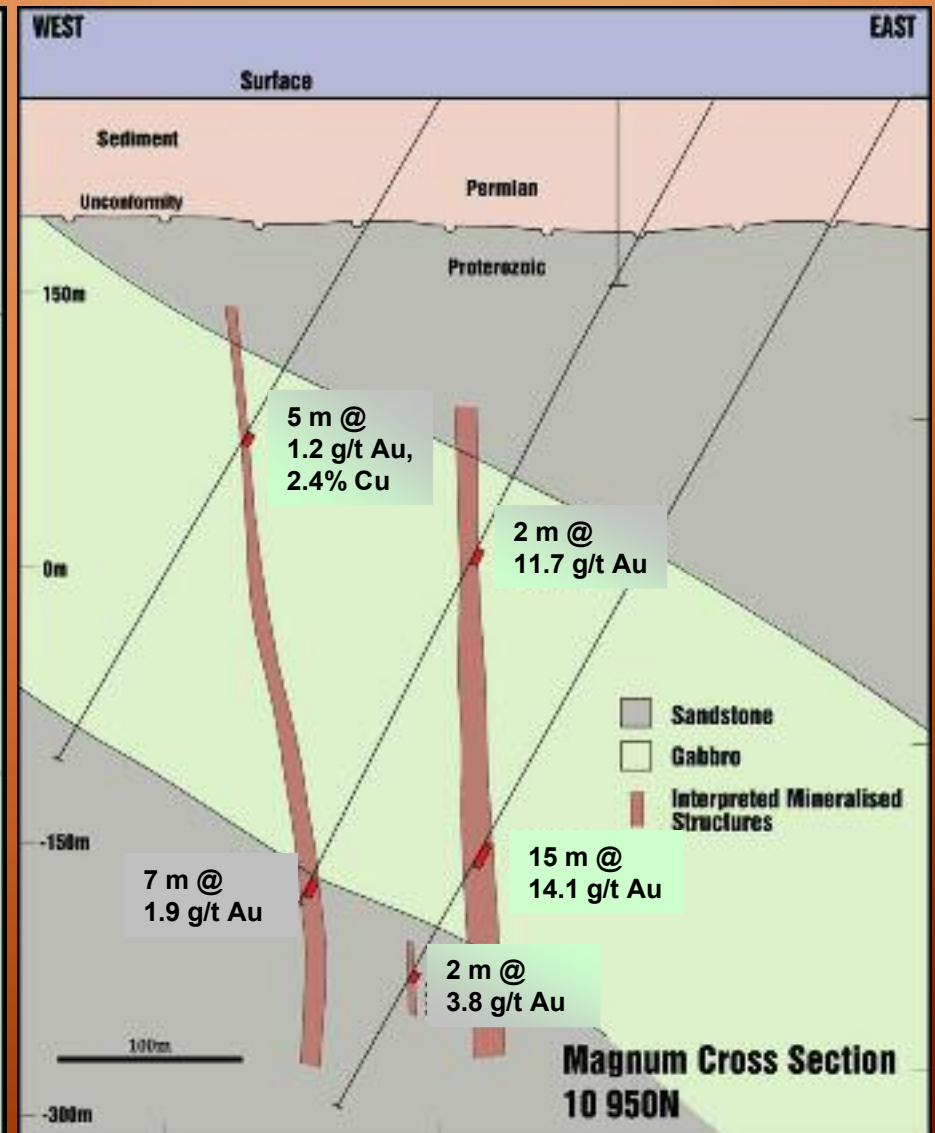 WEST
EAST
Surface
Sediment
Permian
Unconformity
Proterozoic
150m
5 m @
1.2 g/t Au,
2.4% Cu
2 m @
11.7 g/t Au
0m
Sandstone
Gabbro
Interpreted Mineralised
Structures
-150m
15 m @
14.1 g/t Au
7 m @
1.9 g/t Au
2 m @
3.8 g/t Au
100m
Magnum Cross Section
10 950N
-300m